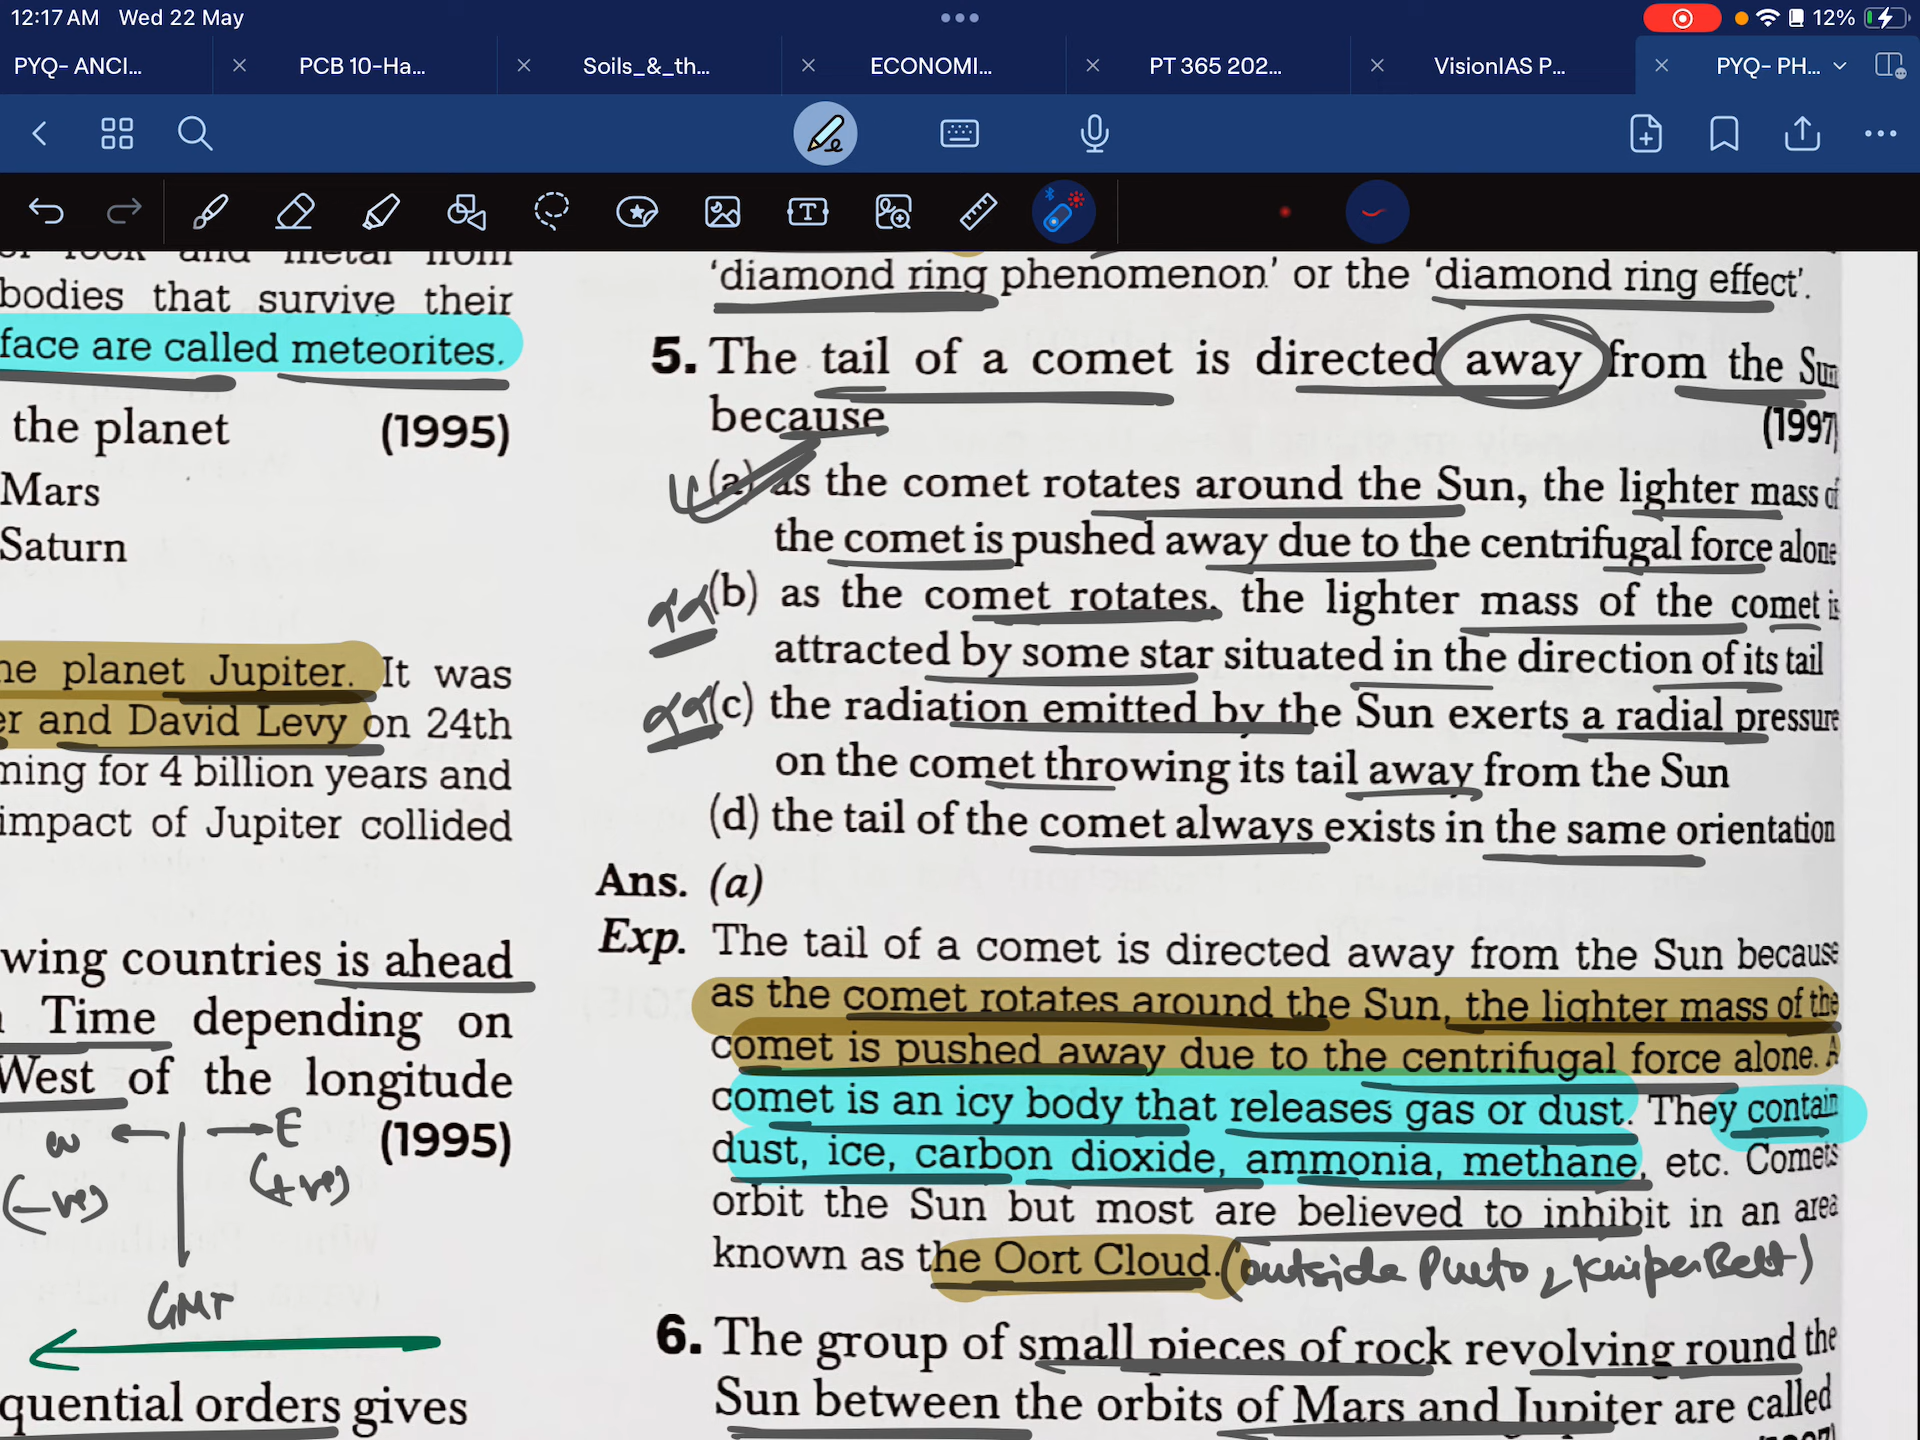 12:17 AM Wed 22 May
12%
PYQ- ANCI...
PCB 10-Ha...
Soils_&_th...
ECONOMI...
PT 365 202...
VisionIAS P...
PYQ- PH...
and metal from
bodies that survive their
face are called meteorites.
the planet (1995)
Mars
Saturn
he planet Jupiter. It was
er and David Levy on 24th
ming for 4 billion years and
impact of Jupiter collided
wing countries is ahead
Time depending on
West of the longitude
(1995)
W E
(-ve) (+ve)
GMT
quential orders gives
'diamond ring phenomenon' or the 'diamond ring effect'.
5. The tail of a comet is directed away from the Sun
because (1997
(a) as the comet rotates around the Sun, the lighter mass of
the comet is pushed away due to the centrifugal force alone
(b) as the comet rotates, the lighter mass of the comet is
attracted by some star situated in the direction of its tail
(c) the radiation emitted by the Sun exerts a radial pressure
on the comet throwing its tail away from the Sun
(d) the tail of the comet always exists in the same orientation
Ans. (a)
Exp. The tail of a comet is directed away from the Sun because
as the comet rotates around the Sun, the lighter mass of the
comet is pushed away due to the centrifugal force alone. A
comet is an icy body that releases gas or dust. They contain
dust, ice, carbon dioxide, ammonia, methane, etc. Comets
orbit the Sun but most are believed to inhibit in an area
known as the Oort Cloud. (outside Pluto & Kuiper Belt)
6. The group of small pieces of rock revolving round the
Sun between the orbits of Mars and Jupiter are called